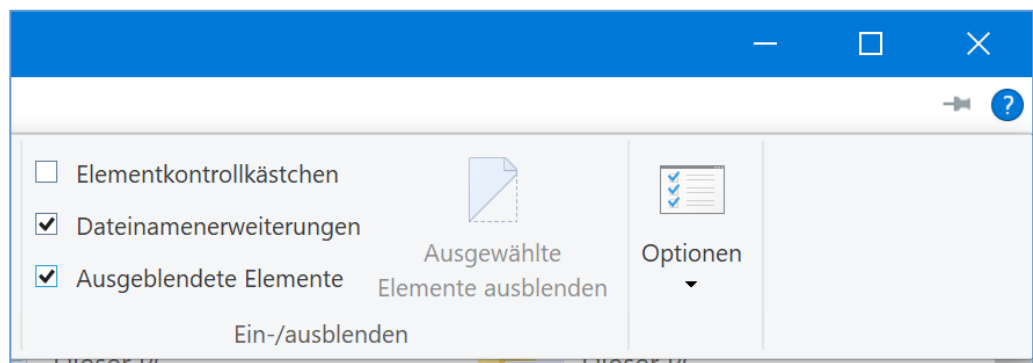 ?
Elementkontrollkästchen
Dateinamenerweiterungen
Ausgeblendete Elemente
Ausgewählte
Elemente ausblenden
Optionen
Ein-/ausblenden